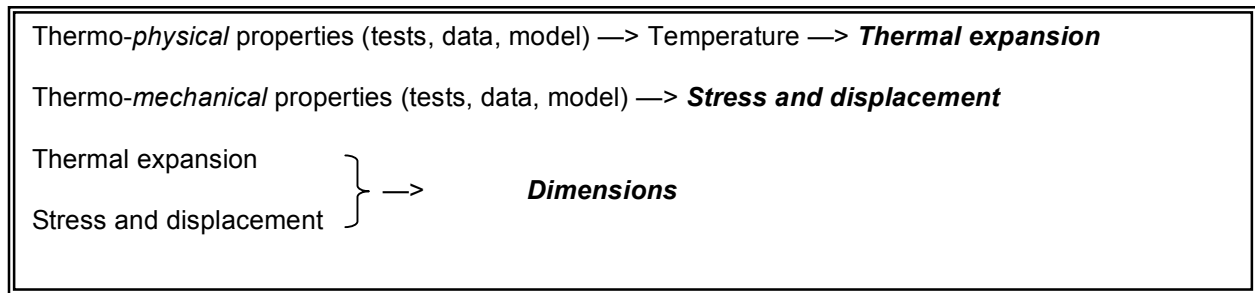 Thermo-physical properties (tests, data, model) —> Temperature —> Thermal expansion
Thermo-mechanical properties (tests, data, model) —> Stress and displacement
Thermal expansion
—> Dimensions
Stress and displacement